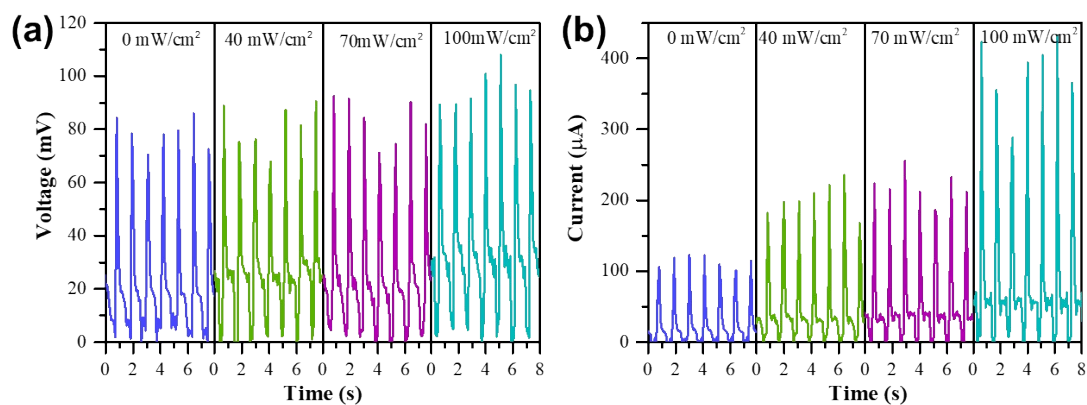 (a)
Voltage (mV)
120
100
80
60
40
20
0
0 mW/cm²
40 mW/cm²
70mW/cm²
100mW/cm²
0 2 4 6 0 2 4 6 0 2 4 6 0 2 4 6 8
Time (s)
(b)
Current (μA)
400
300
200
100
0
0 mW/cm²
40 mW/cm²
70 mW/cm²
100 mW/cm²
0 2 4 6 0 2 4 6 0 2 4 6 0 2 4 6 8
Time (s)